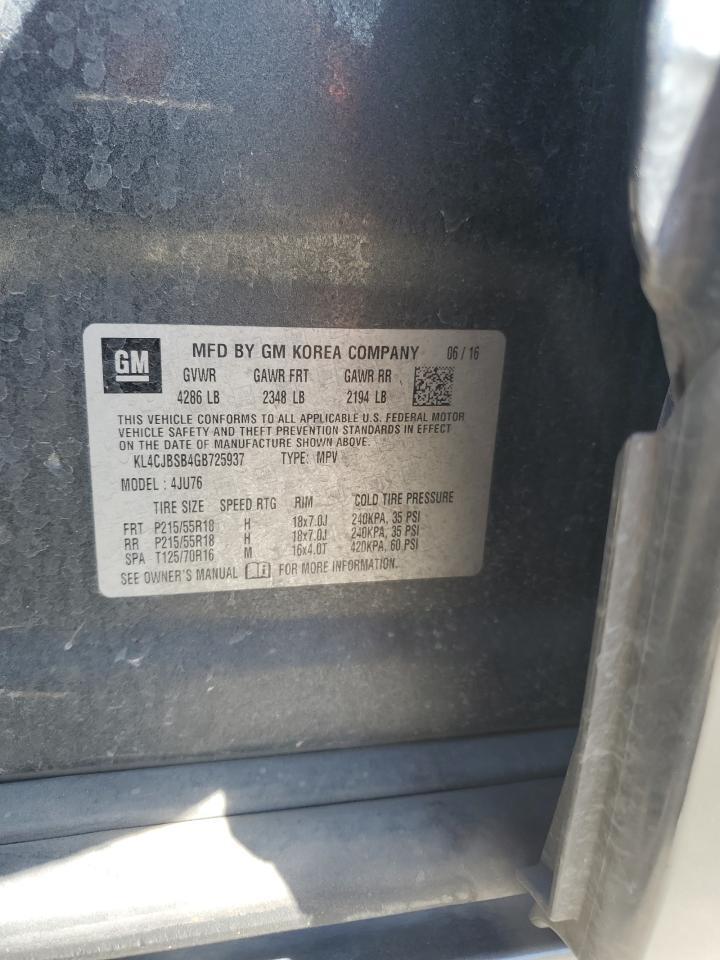 GM MFD BY GM KOREA COMPANY 06 / 16
GVWR GAWR FRT GAWR RR
4286 LB 2348 LB 2194 LB
THIS VEHICLE CONFORMS TO ALL APPLICABLE U.S. FEDERAL MOTOR
VEHICLE SAFETY AND THEFT PREVENTION STANDARDS IN EFFECT
ON THE DATE OF MANUFACTURE SHOWN ABOVE.
KL4CJBSB4GB725937 TYPE: MPV
MODEL : 4JU76
TIRE SIZE SPEED RTG RIM COLD TIRE PRESSURE
FRT P215/55R18 H 18x7.0J 240KPA, 35 PSI
RR P215/55R18 H 18x7.0J 240KPA, 35 PSI
SPA T125/70R16 M 16x4.0T 420KPA, 60 PSI
SEE OWNER'S MANUAL FOR MORE INFORMATION.